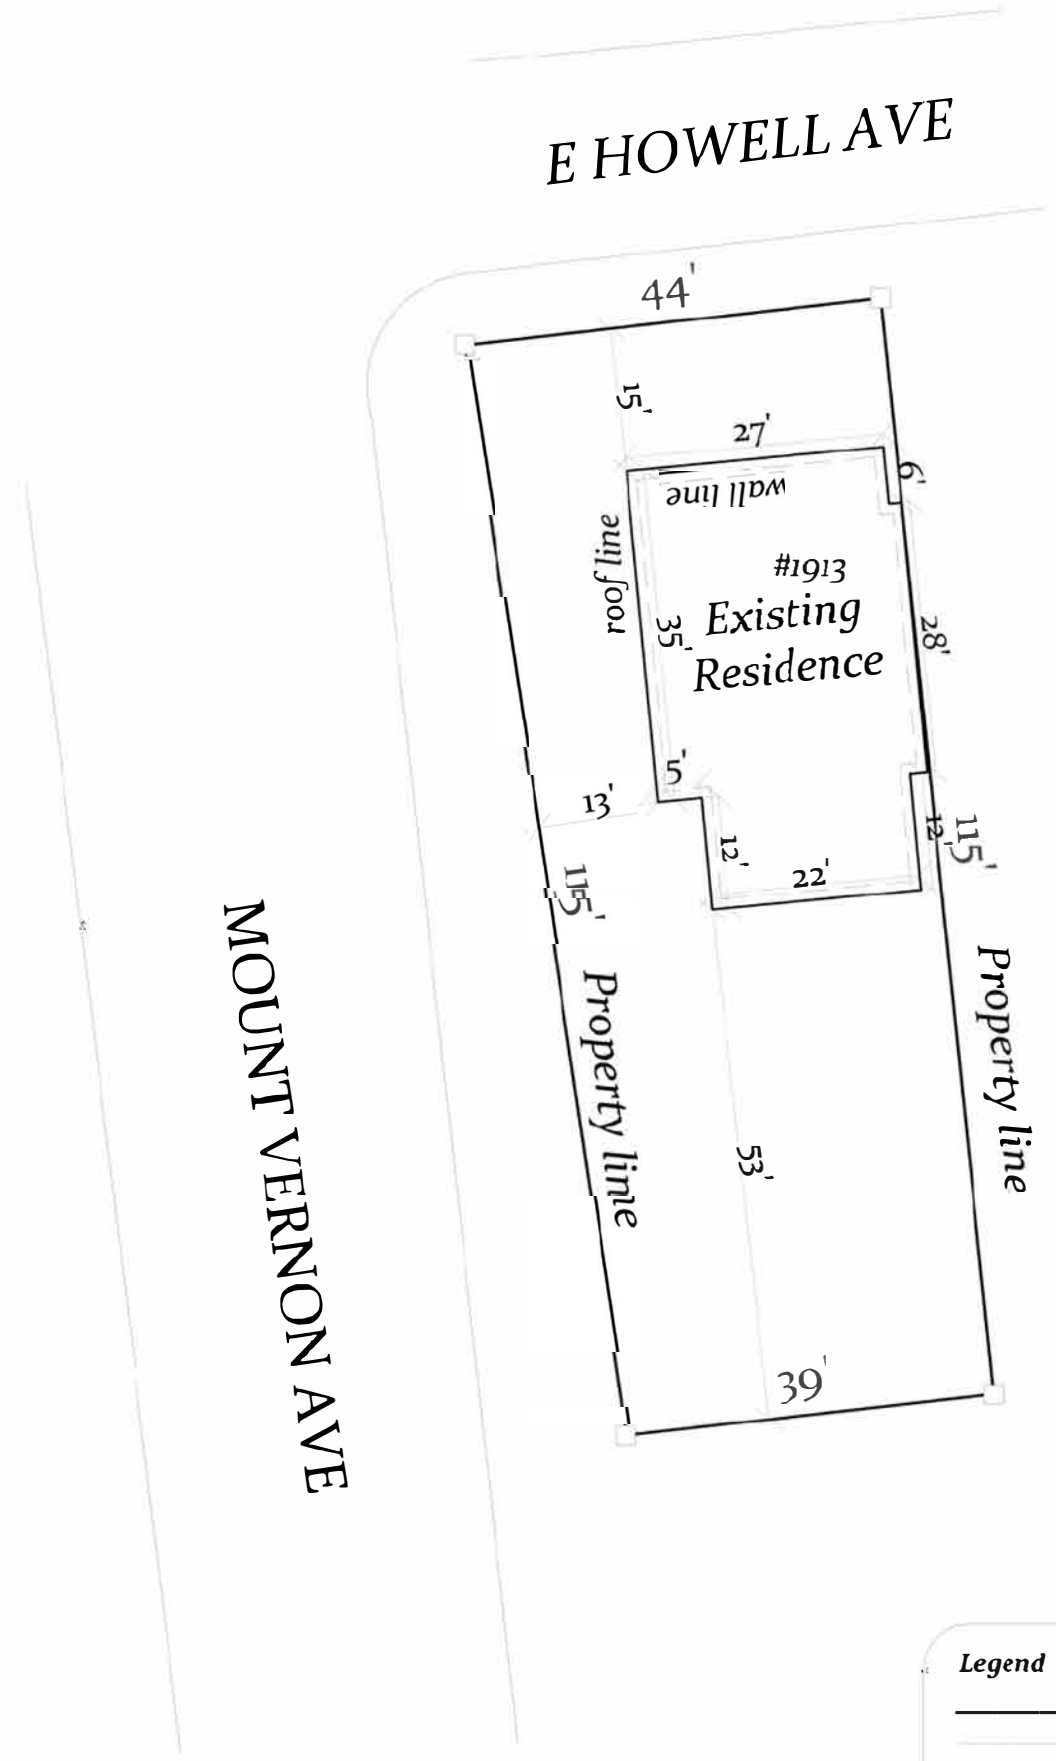 E HOWELL AVE
44'
15'
27'
6'
wall line
roof line
#1913
Existing
Residence
35'
28'
5'
13'
12'
12'
115'
22'
115'
Property line
Property line
53'
MOUNT VERNON AVE
39'
Legend